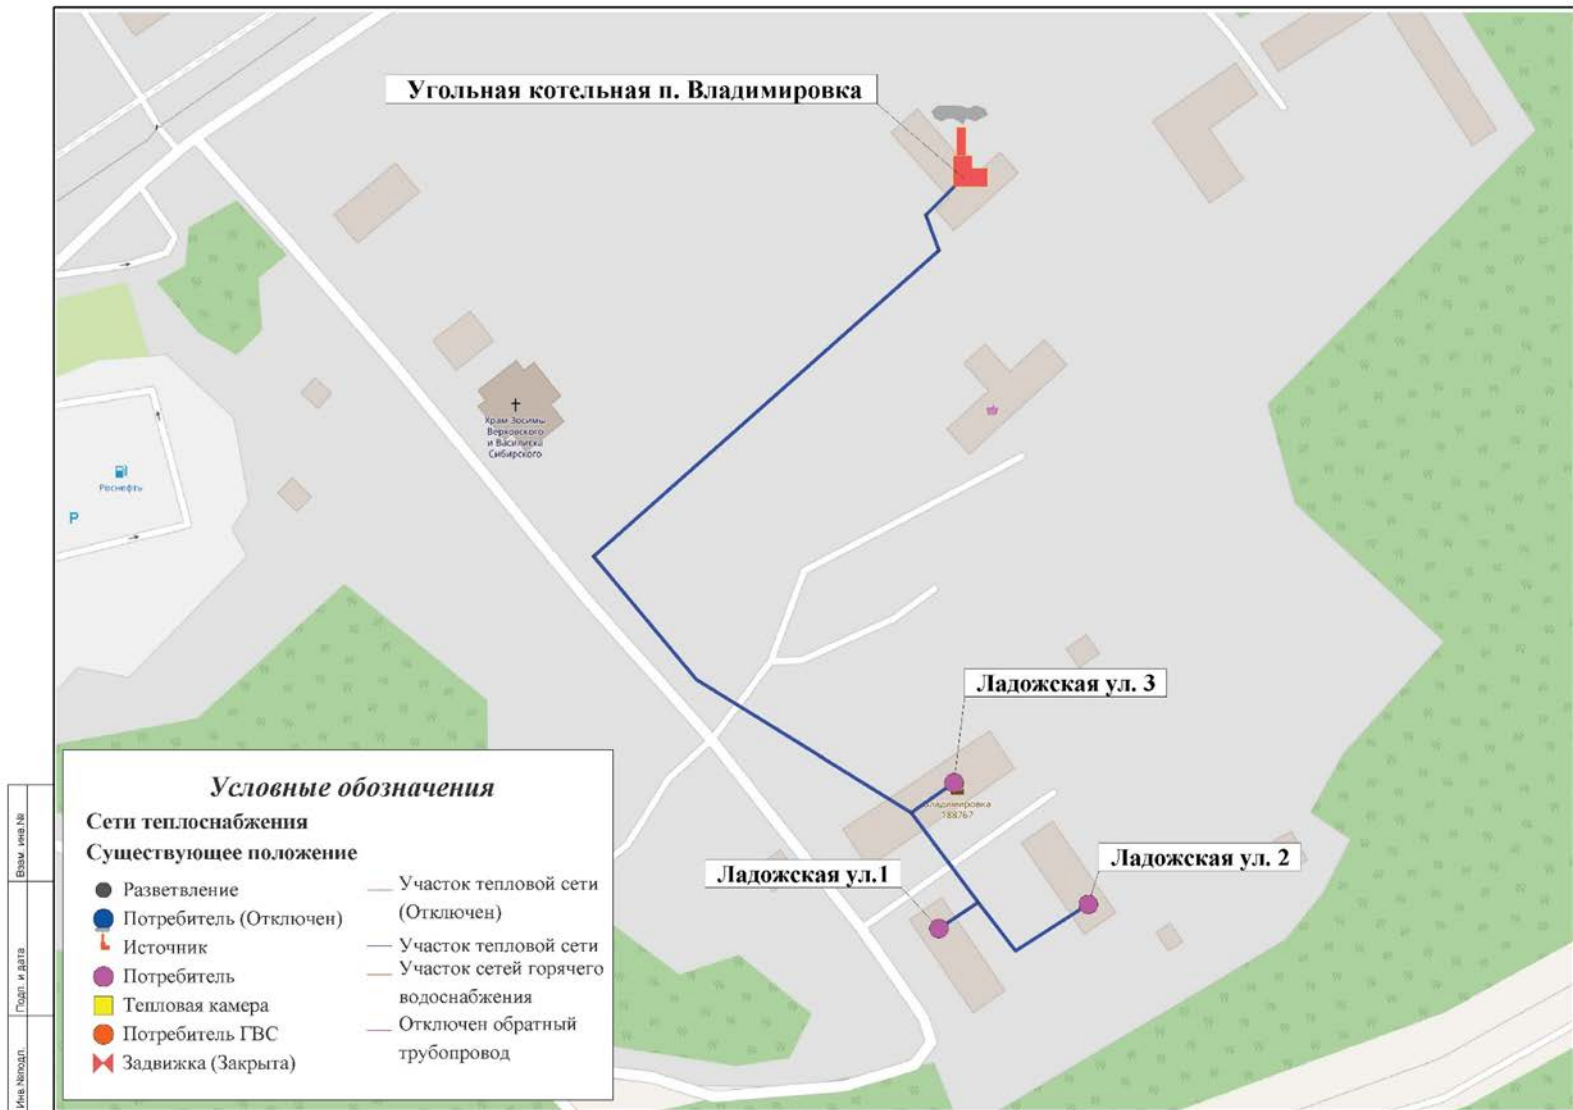 Угольная котельная п. Владимировка
Храм Зосимы
Верховского
и Василиска
Сибирского
Роснефть
P
Ладожская ул. 3
Владимировка
188767
Ладожская ул. 2
Ладожская ул.1
Условные обозначения
Сети теплоснабжения
Существующее положение
Разветвление
Потребитель (Отключен)
Источник
Потребитель
Тепловая камера
Потребитель ГВС
Задвижка (Закрыта)
Участок тепловой сети
(Отключен)
Участок тепловой сети
Участок сетей горячего
водоснабжения
Отключен обратный
трубопровод
Взам. инв.№
Подп. и дата
Инв.№подл.